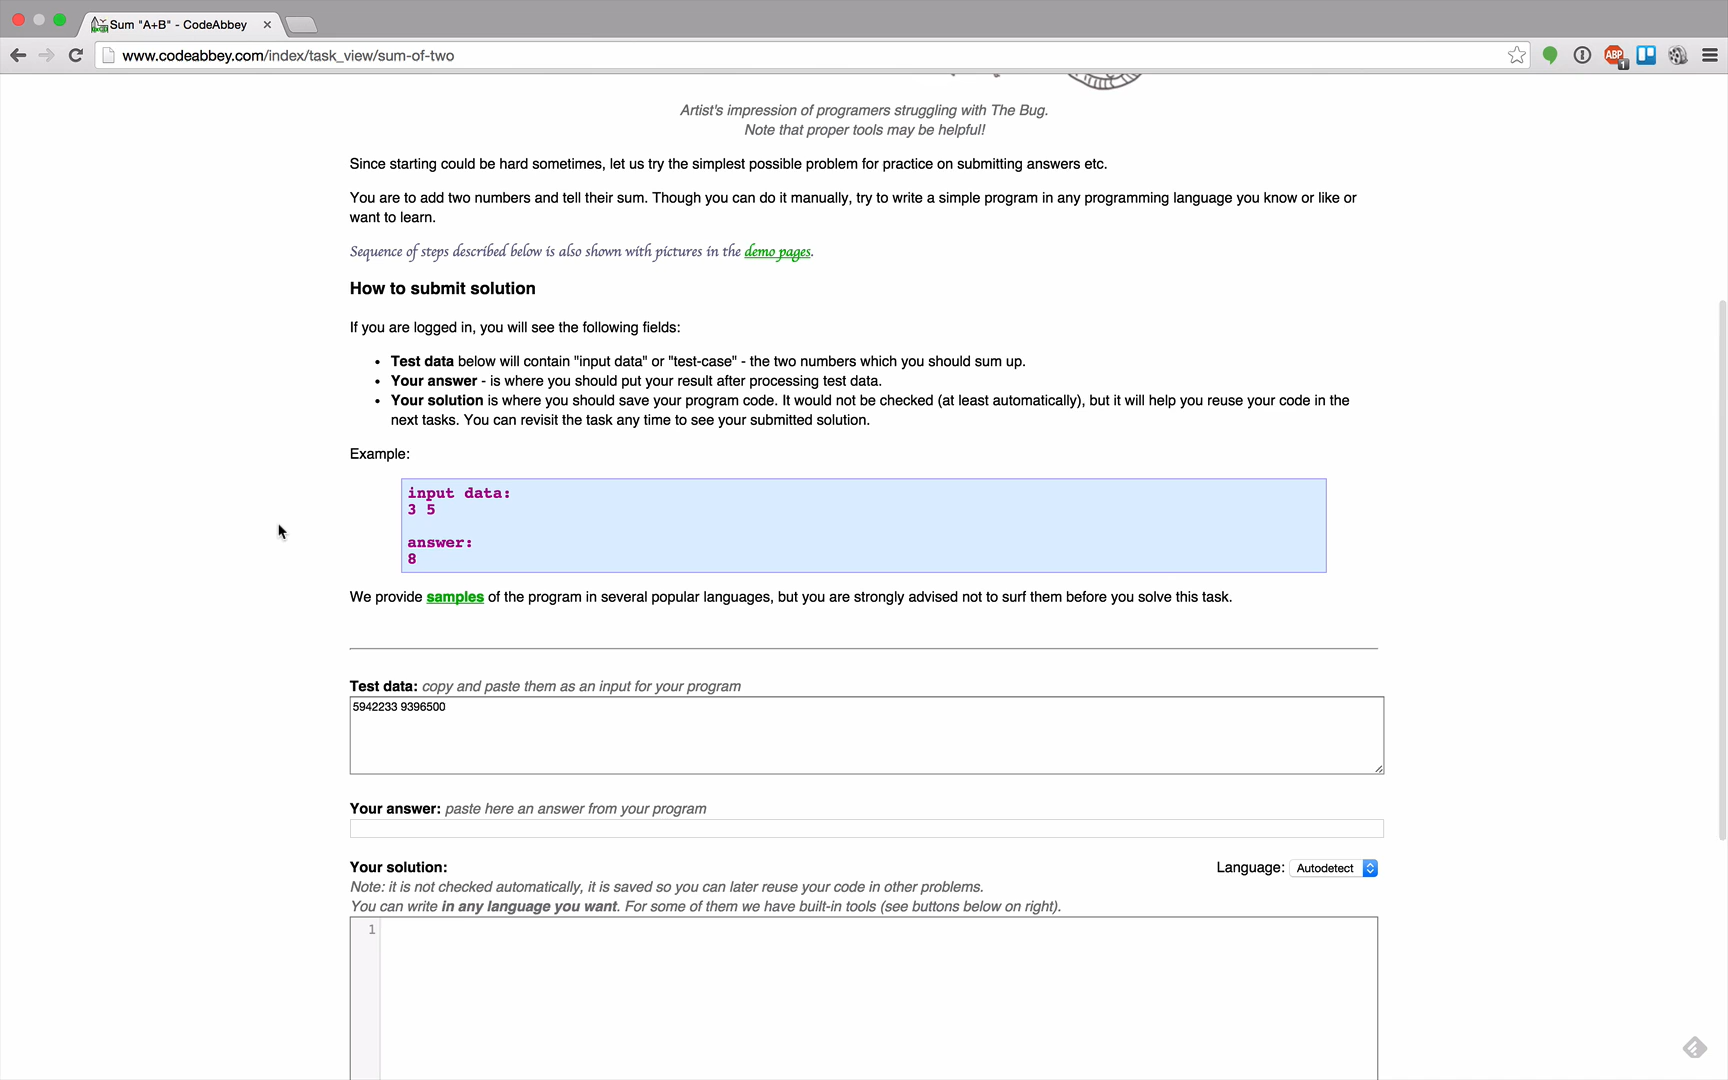 Sum "A+B" - CodeAbbey
www.codeabbey.com/index/task_view/sum-of-two
ABP
1
Artist's impression of programers struggling with The Bug.
Note that proper tools may be helpful!
Since starting could be hard sometimes, let us try the simplest possible problem for practice on submitting answers etc.
You are to add two numbers and tell their sum. Though you can do it manually, try to write a simple program in any programming language you know or like or
want to learn.
Sequence of steps described below is also shown with pictures in the demo pages.
How to submit solution
If you are logged in, you will see the following fields:
• Test data below will contain "input data" or "test-case" - the two numbers which you should sum up.
• Your answer - is where you should put your result after processing test data.
• Your solution is where you should save your program code. It would not be checked (at least automatically), but it will help you reuse your code in the
next tasks. You can revisit the task any time to see your submitted solution.
Example:
input data:
3 5
answer:
8
We provide samples of the program in several popular languages, but you are strongly advised not to surf them before you solve this task.
Test data: copy and paste them as an input for your program
5942233 9396500
Your answer: paste here an answer from your program
Your solution:
Language: Autodetect
Note: it is not checked automatically, it is saved so you can later reuse your code in other problems.
You can write in any language you want. For some of them we have built-in tools (see buttons below on right).
1